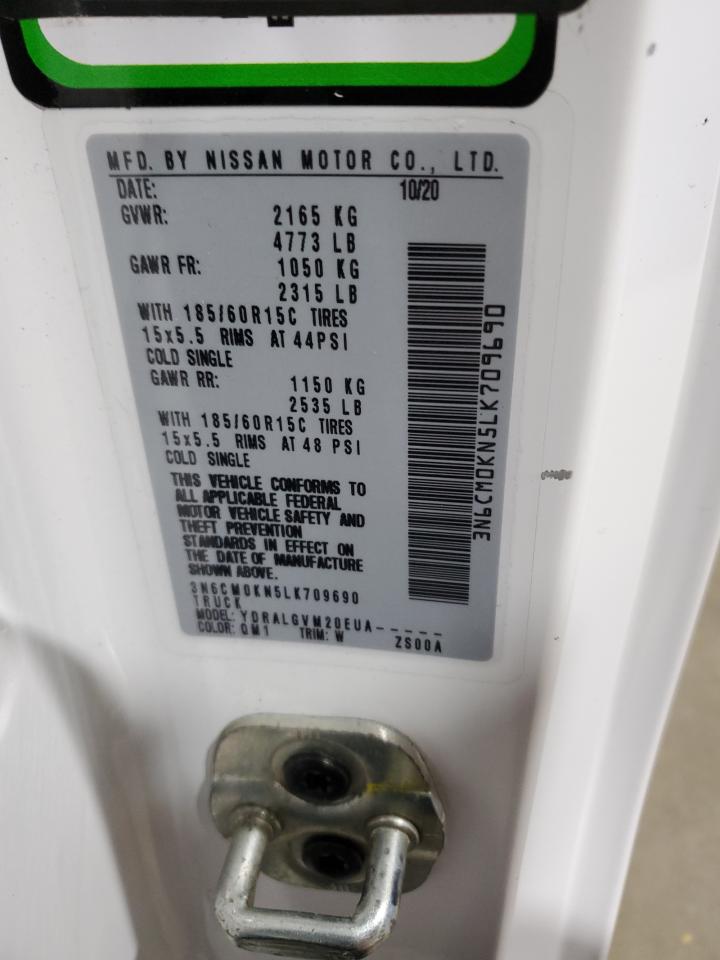 MFD. BY NISSAN MOTOR CO., LTD.
DATE: 10/20
GVWR: 2165 KG
4773 LB
GAWR FR: 1050 KG
2315 LB
WITH 185/60R15C TIRES
15x5.5 RIMS AT 44PSI
COLD SINGLE
GAWR RR: 1150 KG
2535 LB
WITH 185/60R15C TIRES
15x5.5 RIMS AT 48 PSI
COLD SINGLE
THIS VEHICLE CONFORMS TO
ALL APPLICABLE FEDERAL
MOTOR VEHICLE SAFETY AND
THEFT PREVENTION
STANDARDS IN EFFECT ON
THE DATE OF MANUFACTURE
SHOWN ABOVE.
3N6CM0KN5LK709690
TRUCK
MODEL: YDRALGVM20EUA-----
COLOR: QM1 TRIM: W ZS00A
3N6CM0KN5LK709690